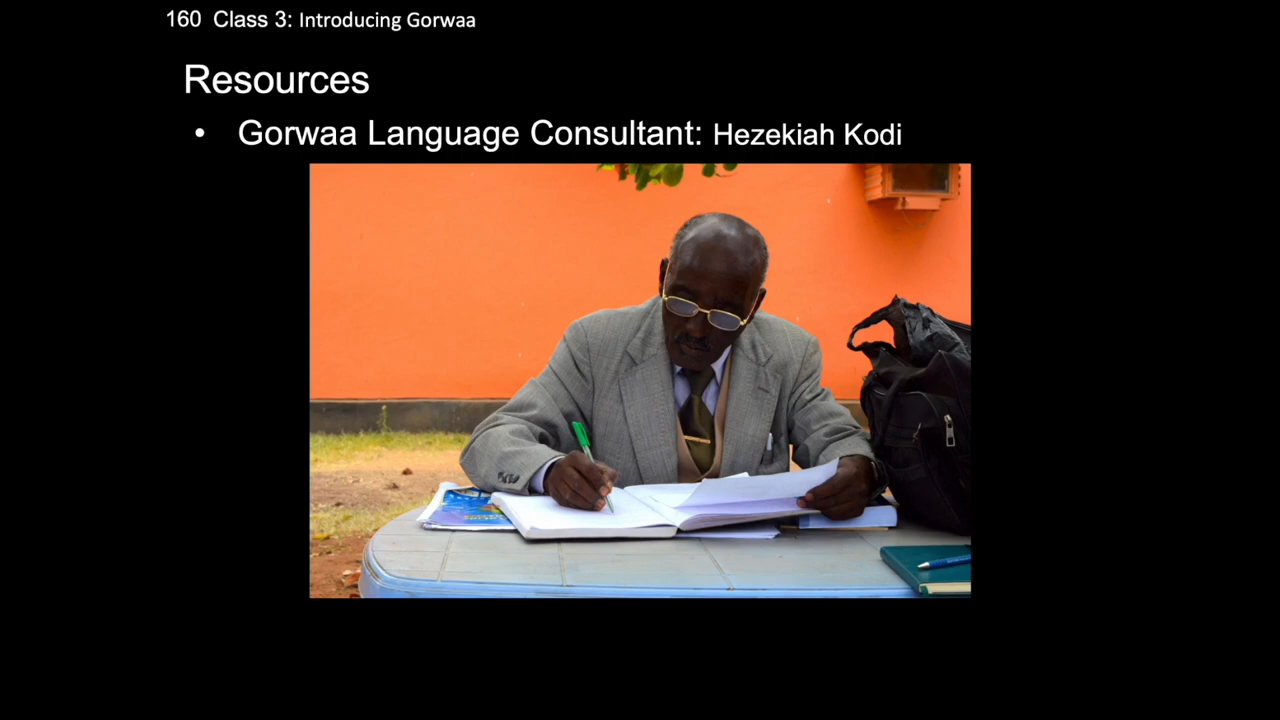 160 Class 3: Introducing Gorwaa
Resources
• Gorwaa Language Consultant: Hezekiah Kodi